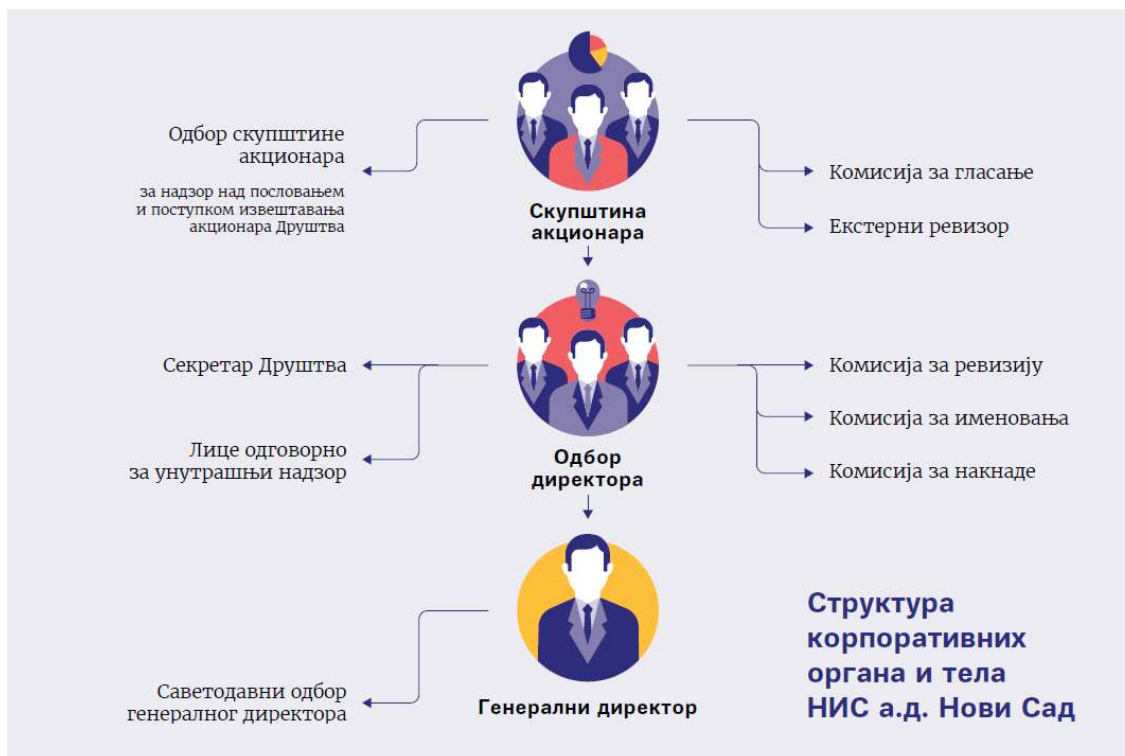 Одбор скупштине
акционара
за надзор над пословањем
и поступком извештавања
акционара Друштва
Скупштина
акционара
Комисија за гласање
Екстерни ревизор
Секретар Друштва
Лице одговорно
за унутрашњи надзор
Одбор
директора
Комисија за ревизију
Комисија за именовања
Комисија за накнаде
Саветодавни одбор
генералног директора
Генерални директор
Структура
корпоративних
органа и тела
НИС а.д. Нови Сад